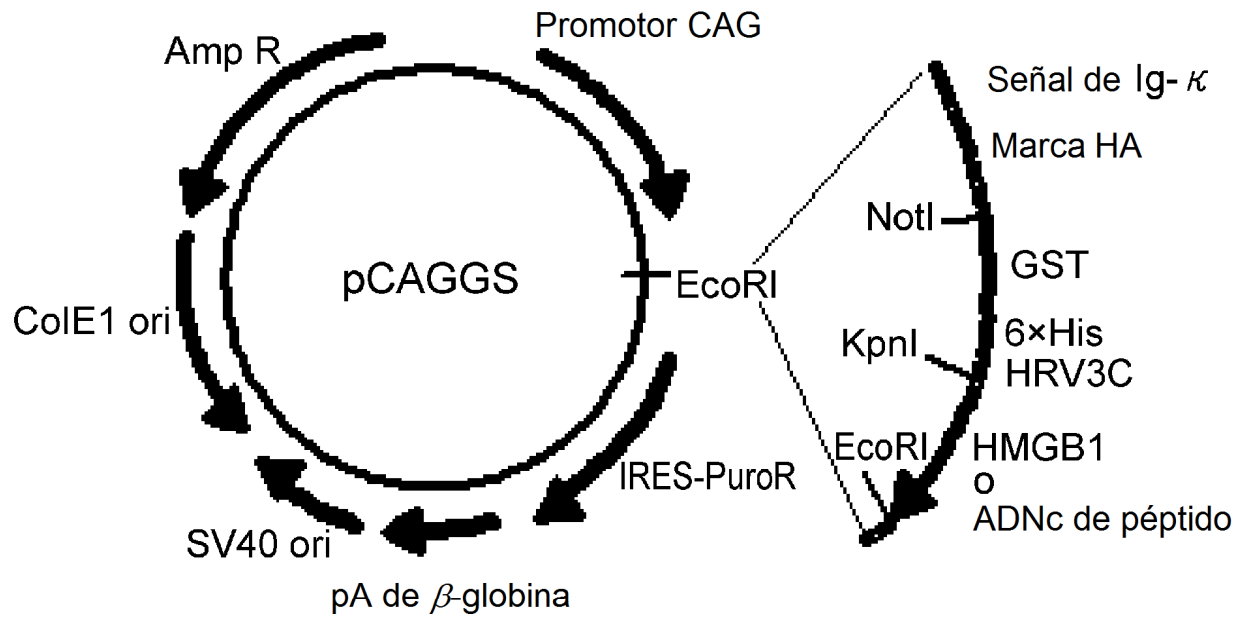 Amp R
Promotor CAG
Señal de Ig-κ
Marca HA
NotI
pCAGGS
EcoRI
GST
ColE1 ori
KpnI
6×His
HRV3C
EcoRI
HMGB1
o
ADNc de péptido
IRES-PuroR
SV40 ori
pA de β-globina